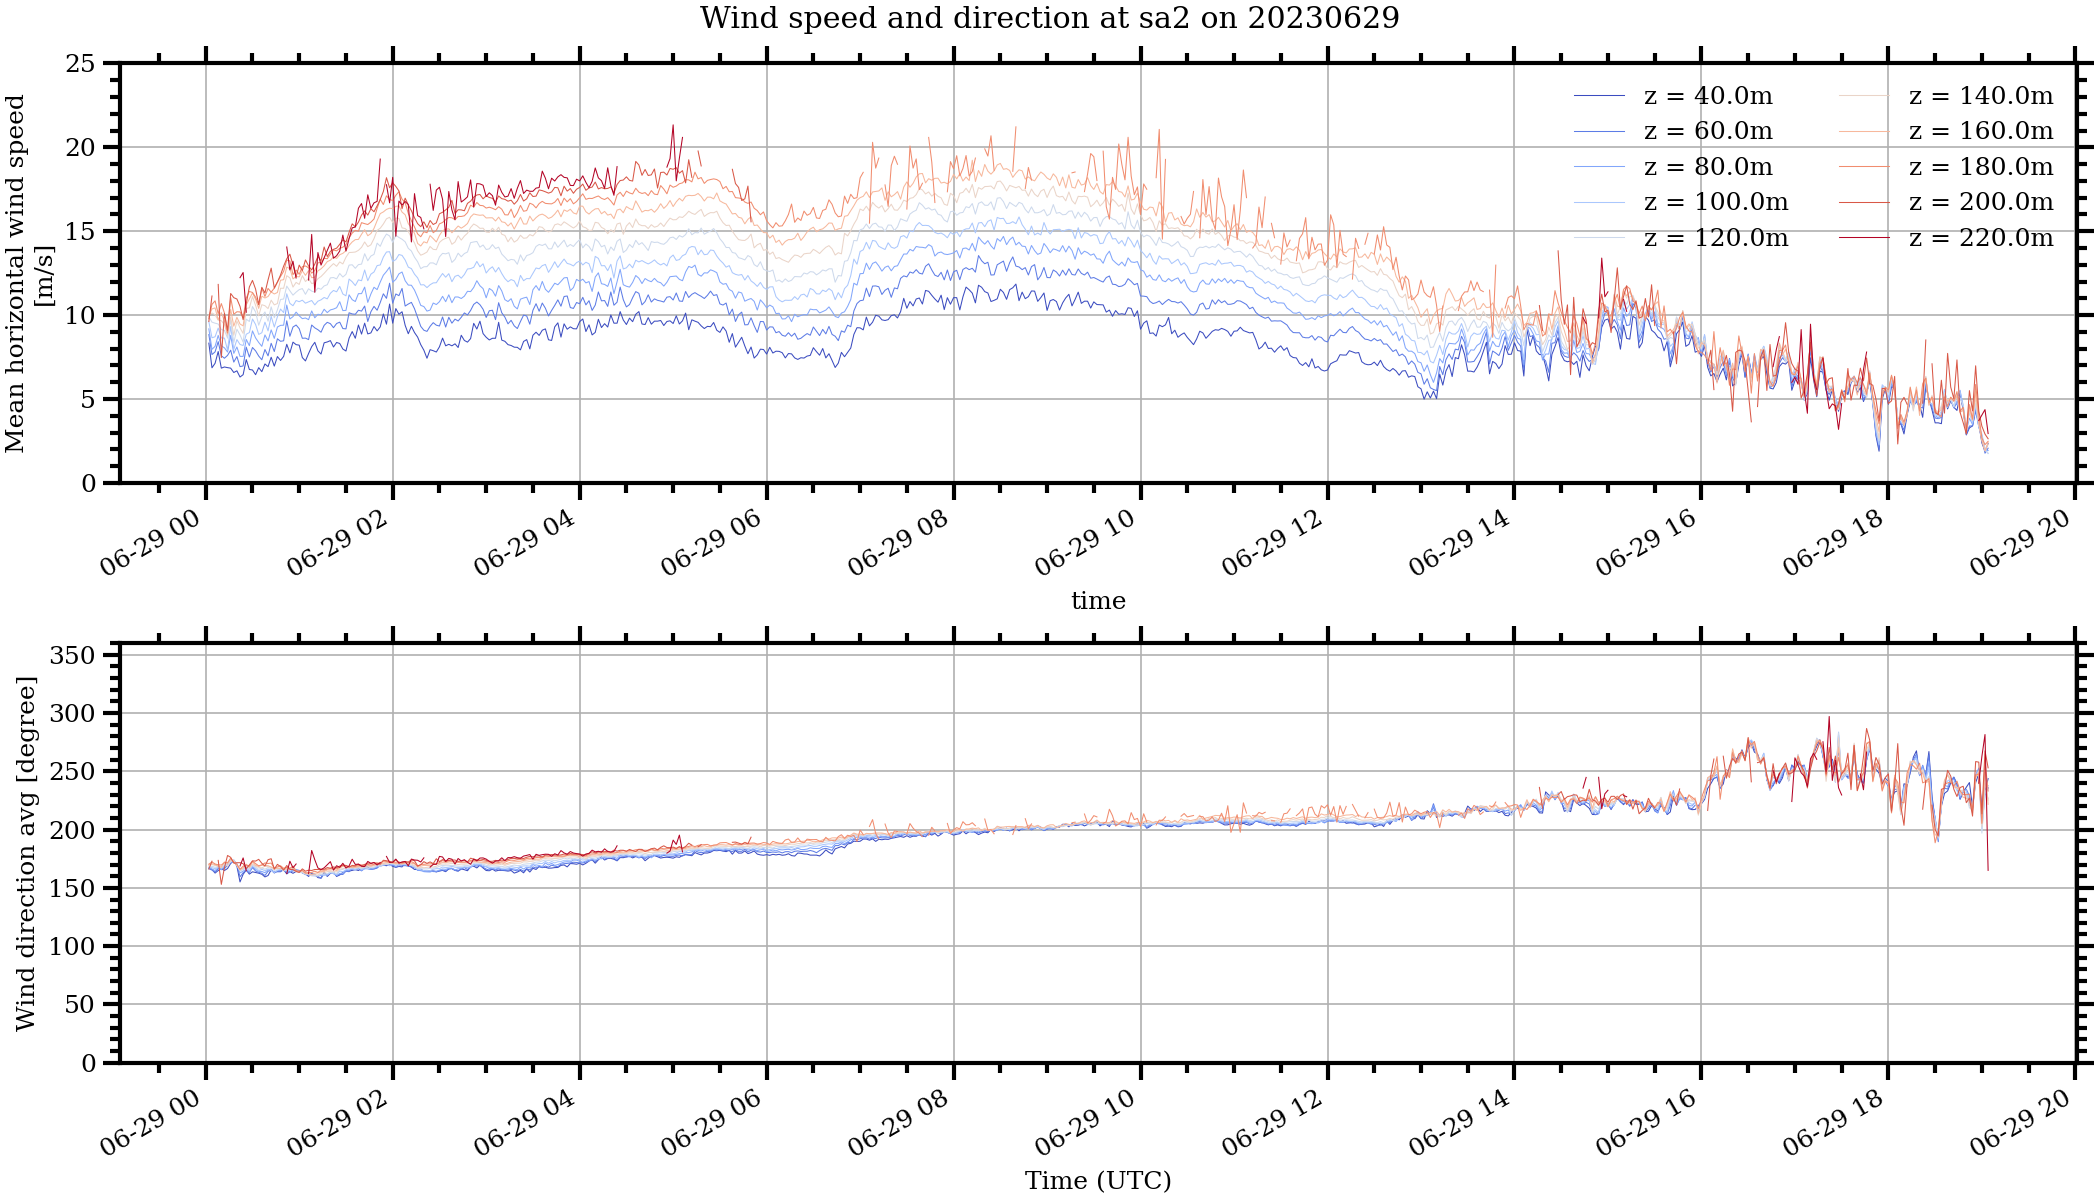 Wind speed and direction at sa2 on 20230629
Mean horizontal wind speed
[m/s]
25
20
15
10
5
0
z = 40.0m
z = 60.0m
z = 80.0m
z = 100.0m
z = 120.0m
z = 140.0m
z = 160.0m
z = 180.0m
z = 200.0m
z = 220.0m
06-29 00
06-29 02
06-29 04
06-29 06
06-29 08
06-29 10
06-29 12
06-29 14
06-29 16
06-29 18
06-29 20
time
Wind direction avg [degree]
350
300
250
200
150
100
50
0
06-29 00
06-29 02
06-29 04
06-29 06
06-29 08
06-29 10
06-29 12
06-29 14
06-29 16
06-29 18
06-29 20
Time (UTC)